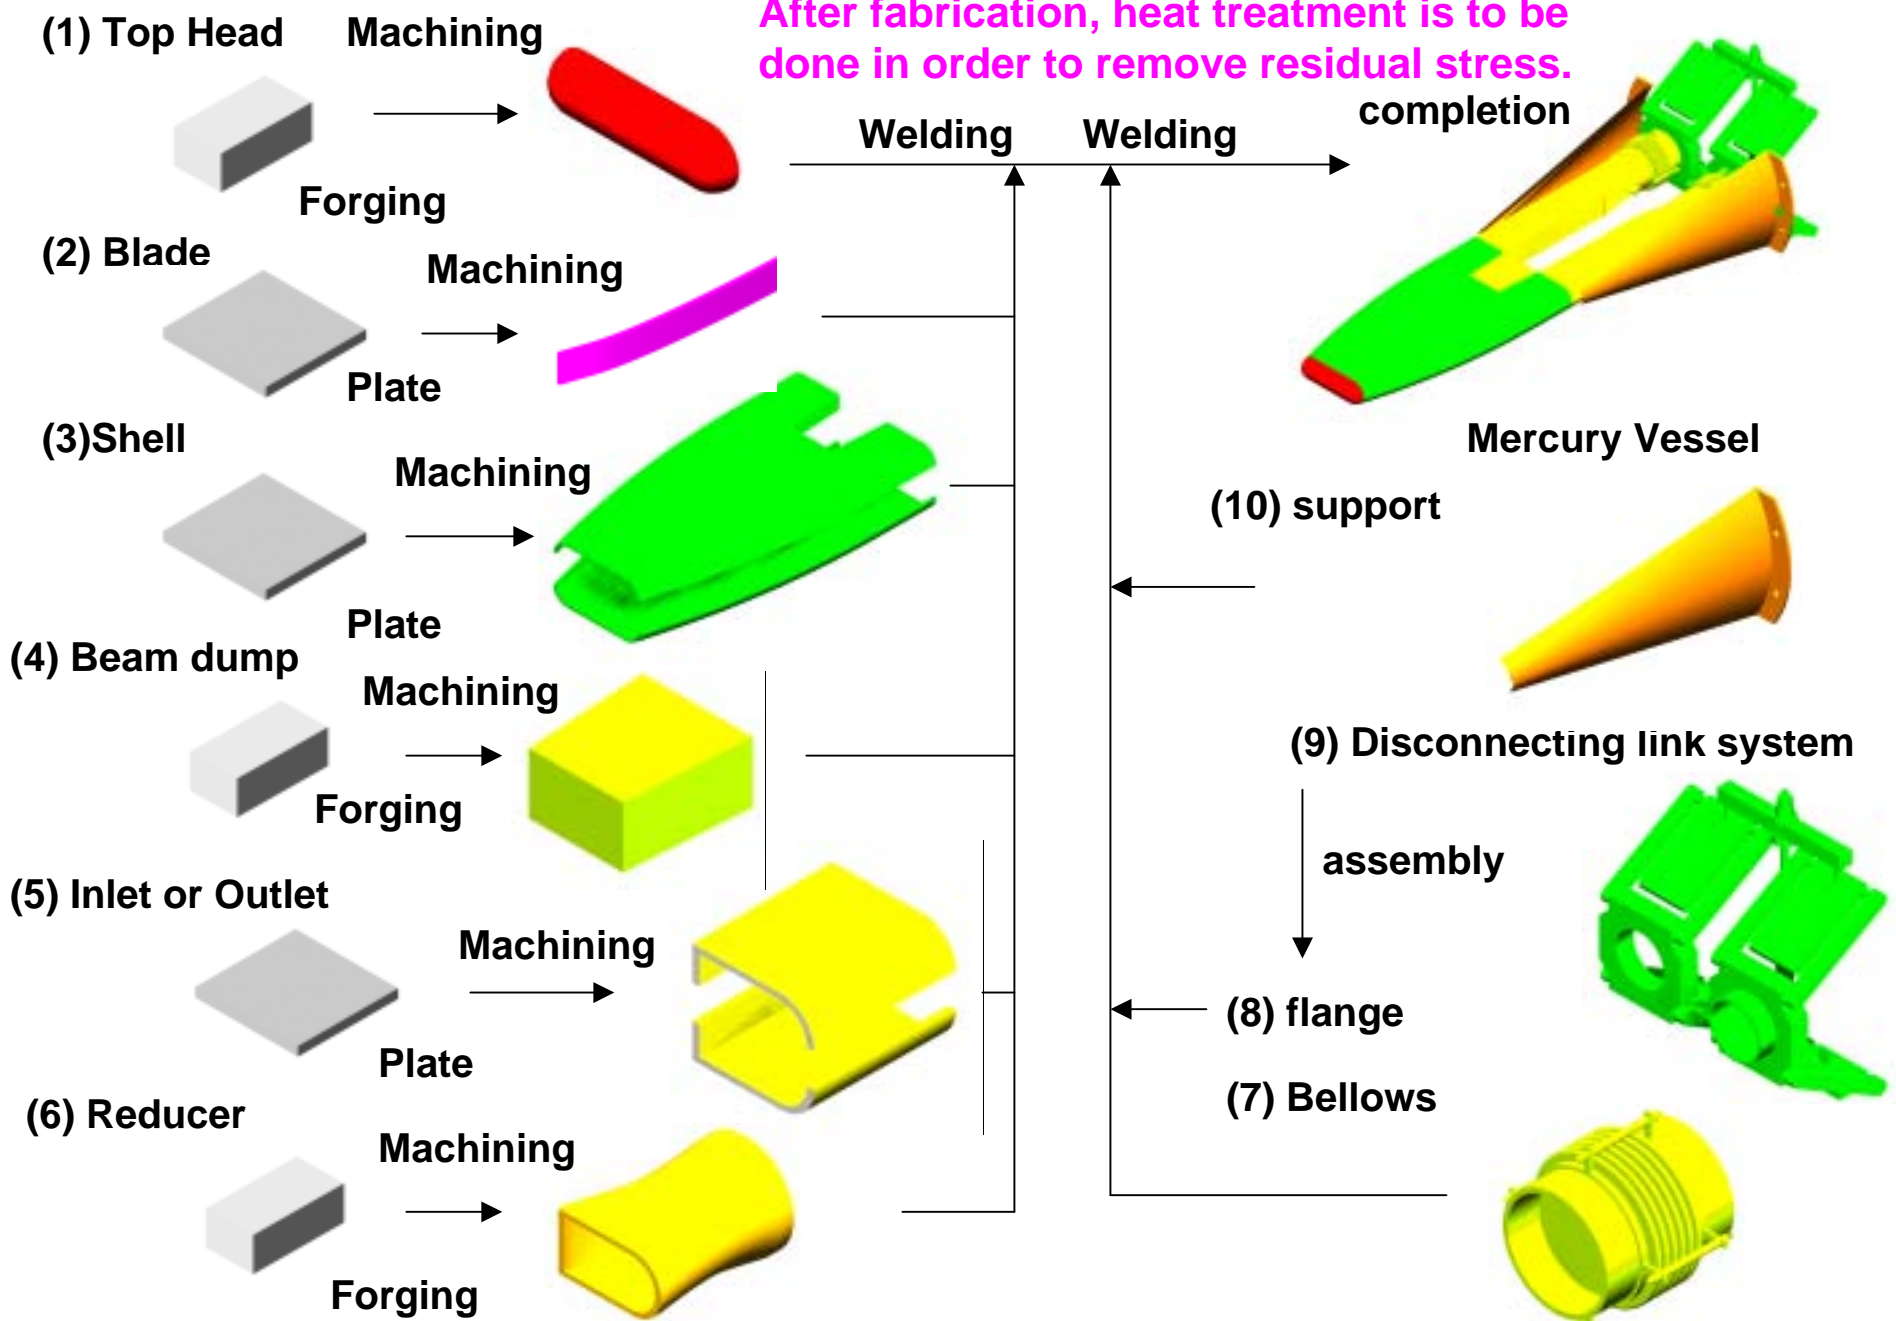 After fabrication, heat treatment is to be
done in order to remove residual stress.
(1) Top Head
Machining
Forging
Welding
Welding
completion
(2) Blade
Machining
Plate
(3)Shell
Machining
Plate
Mercury Vessel
(10) support
(4) Beam dump
Machining
Forging
(9) Disconnecting link system
assembly
(5) Inlet or Outlet
Machining
Plate
(8) flange
(7) Bellows
(6) Reducer
Machining
Forging